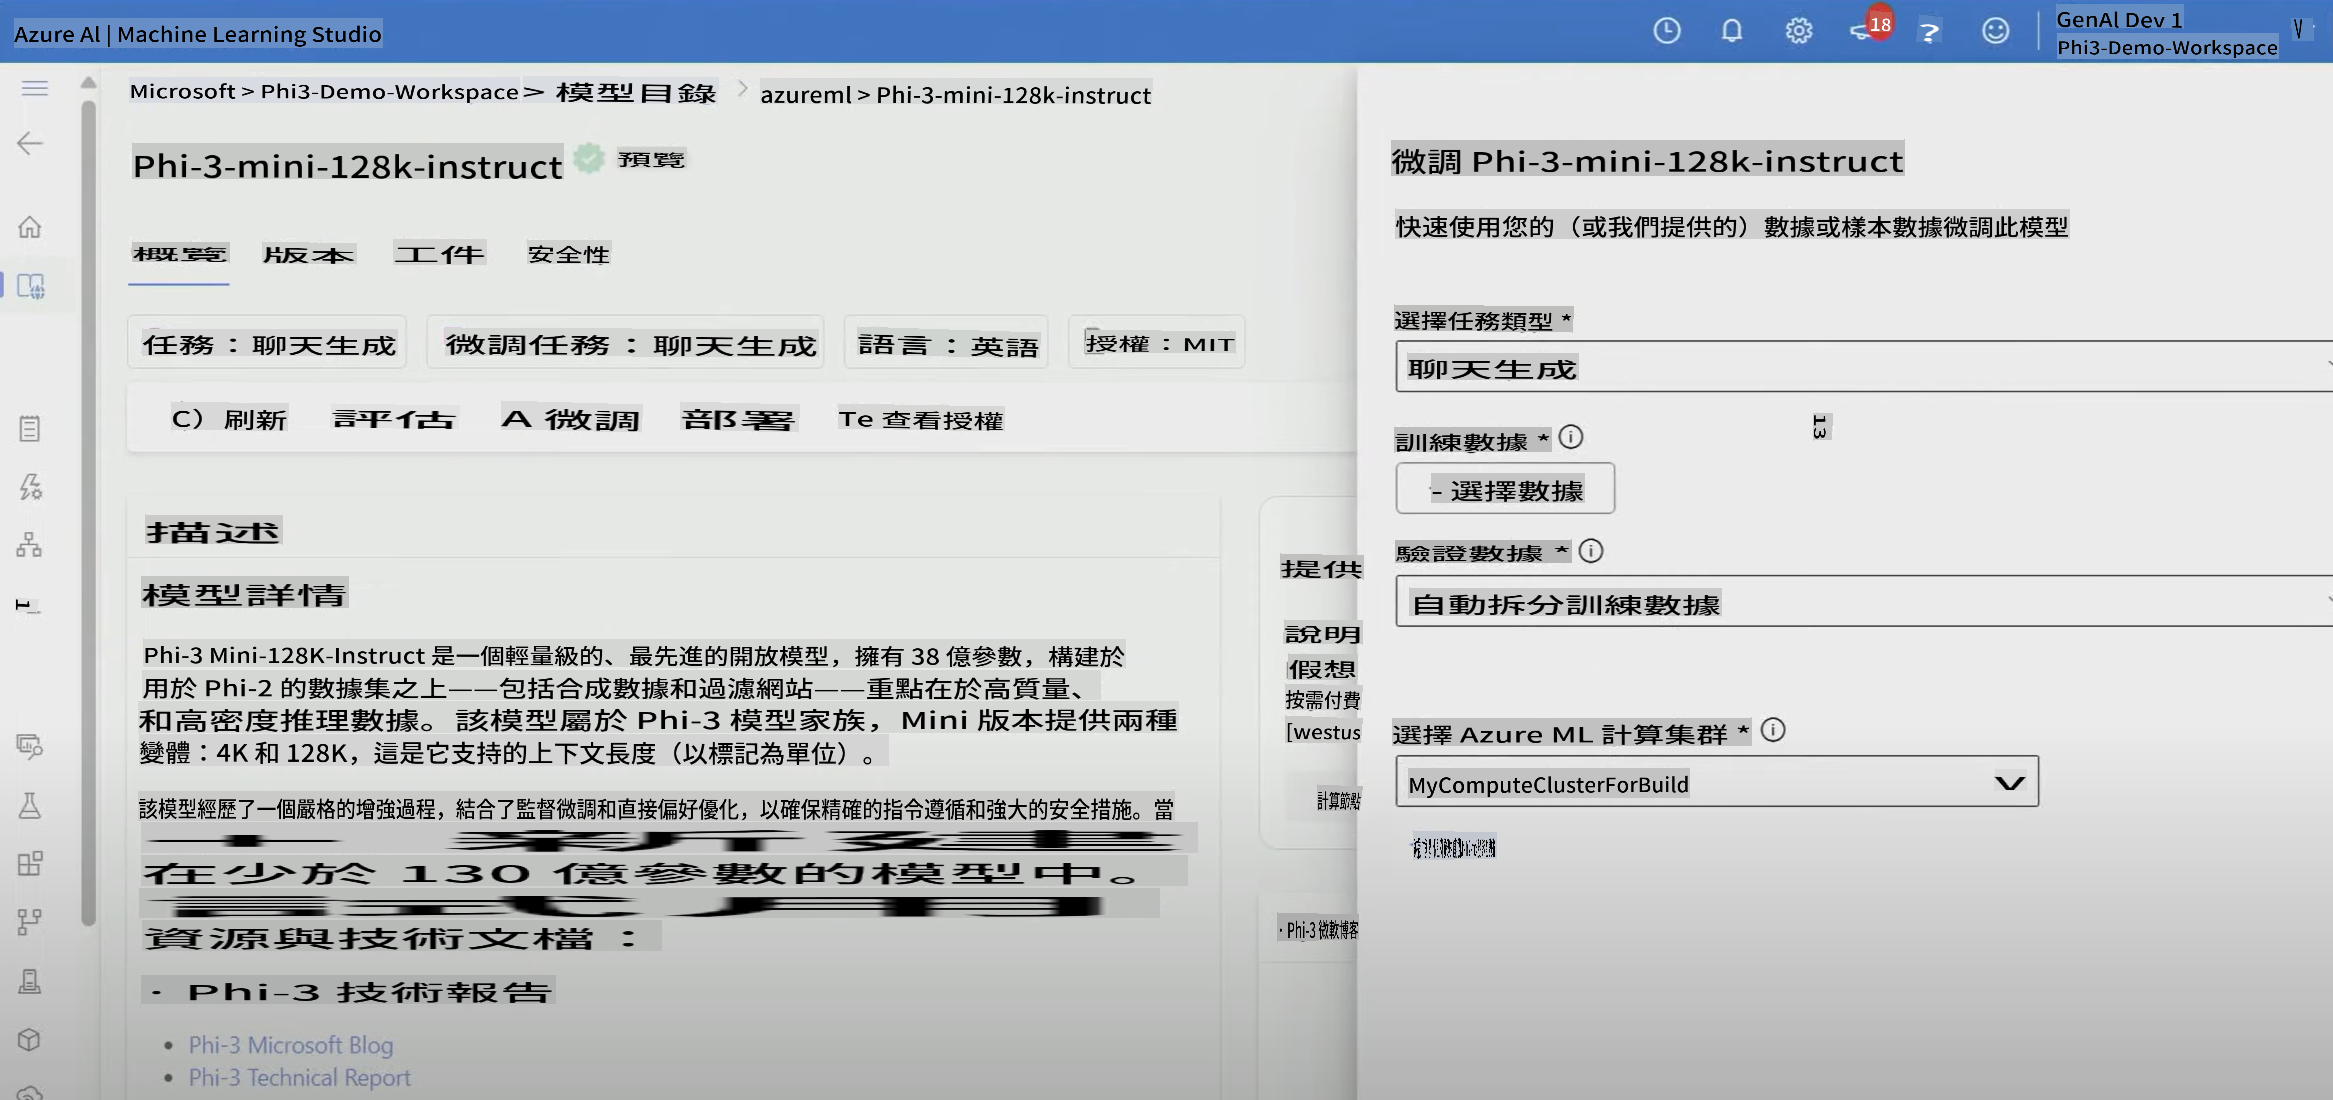 Azure Al | Machine Learning Studio
18
?
GenAl Dev 1
Phi3-Demo-Workspace
Microsoft > Phi3-Demo-Workspace > 模型目錄 > azureml > Phi-3-mini-128k-instruct
Phi-3-mini-128k-instruct 預覽
概覽 版本 工件 安全性
任務：聊天生成 微調任務：聊天生成 語言：英語 授權：MIT
C）刷新 評估 A 微調 部署 Te 查看授權
描述
模型詳情
Phi-3 Mini-128K-Instruct 是一個輕量級的、最先進的開放模型，擁有 38 億參數，構建於
用於 Phi-2 的數據集之上——包括合成數據和過濾網站——重點在於高質量、
和高密度推理數據。該模型屬於 Phi-3 模型家族，Mini 版本提供兩種
變體：4K 和 128K，這是它支持的上下文長度（以標記為單位）。
該模型經歷了一個嚴格的增強過程，結合了監督微調和直接偏好優化，以確保精確的指令遵循和強大的安全措施。當
在少於 130 億參數的模型中。
資源與技術文檔：
· Phi-3 技術報告
• Phi-3 Microsoft Blog
• Phi-3 Technical Report
提供
說明
假想
按需付費
[westus
計算節點
· Phi-3 微軟博客
微調 Phi-3-mini-128k-instruct
快速使用您的（或我們提供的）數據或樣本數據微調此模型
選擇任務類型 *
聊天生成
13
訓練數據 *
- 選擇數據
驗證數據 *
自動拆分訓練數據
選擇 Azure ML 計算集群 *
MyComputeClusterForBuild